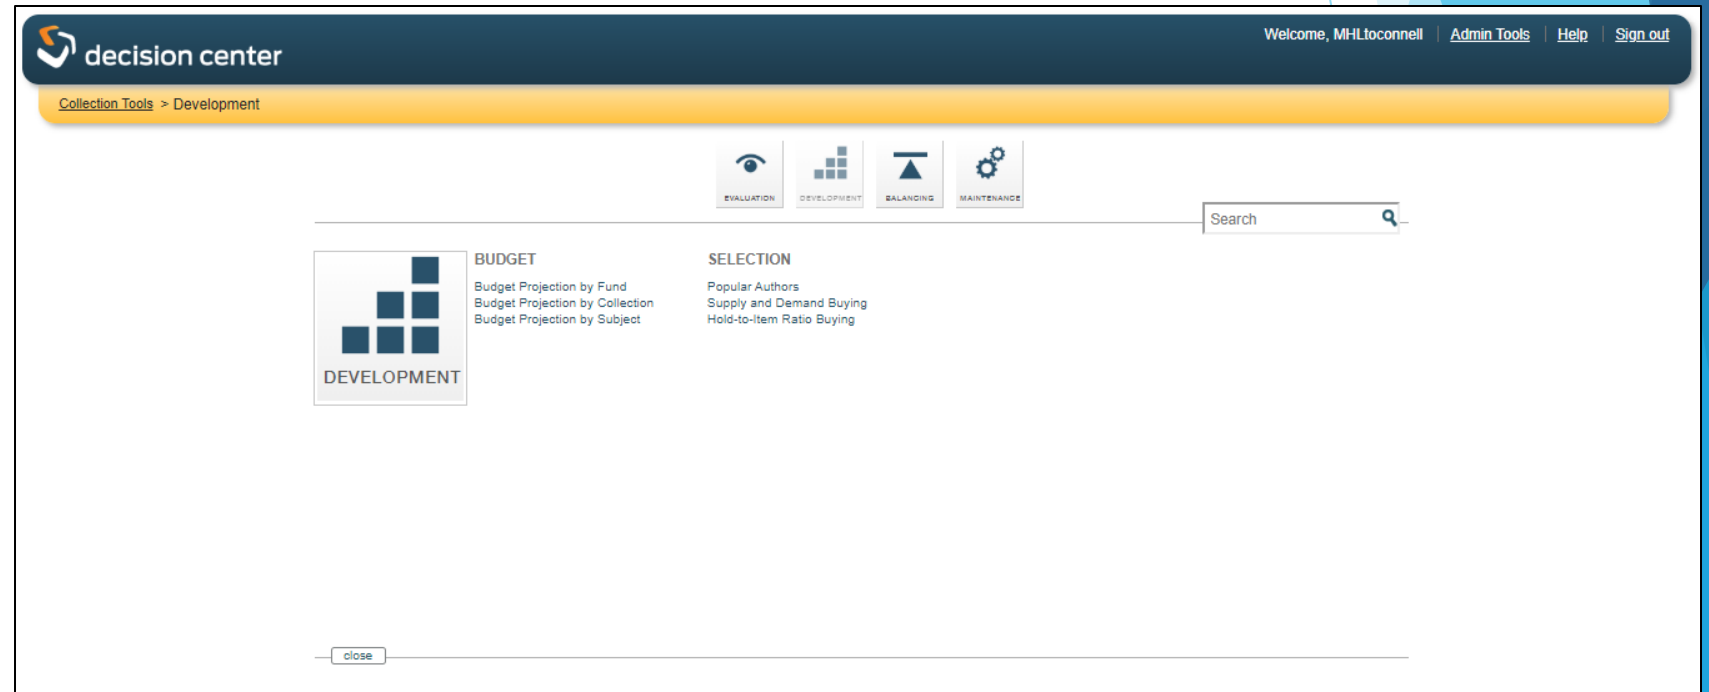 decision center
Welcome, MHLtoconnell | Admin Tools | Help | Sign out
Collection Tools > Development
EVALUATION
DEVELOPMENT
BALANCING
MAINTENANCE
Search
DEVELOPMENT
BUDGET
Budget Projection by Fund
Budget Projection by Collection
Budget Projection by Subject
SELECTION
Popular Authors
Supply and Demand Buying
Hold-to-Item Ratio Buying
close